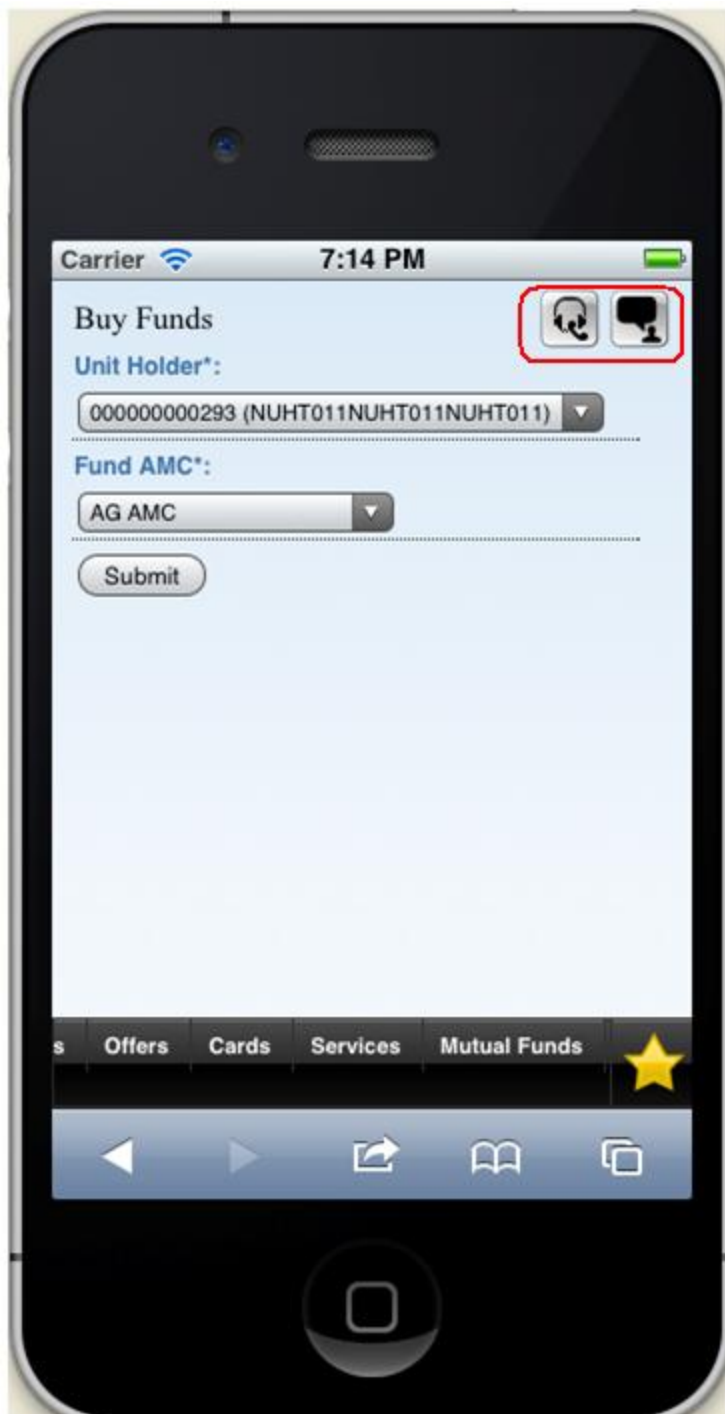 Carrier 7:14 PM
Buy Funds
Unit Holder*:
000000000293 (NUHT011NUHT011NUHT011)
Fund AMC*:
AG AMC
Submit
s Offers Cards Services Mutual Funds